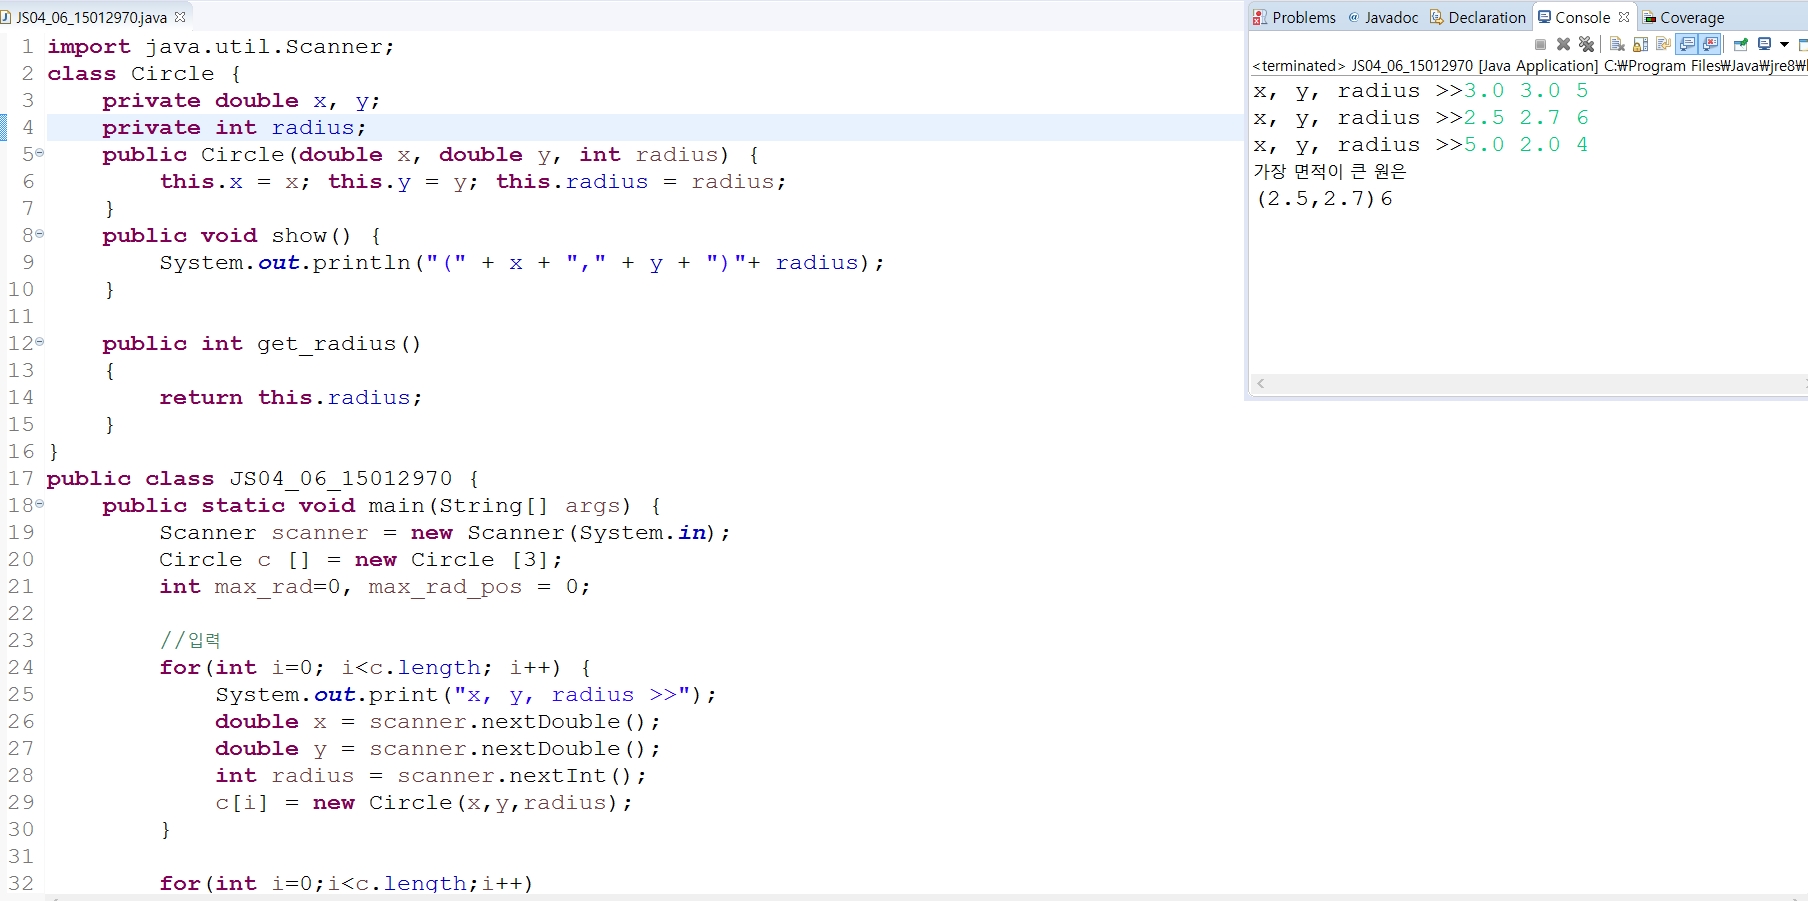 JS04_06_15012970.java
1 import java.util.Scanner;
2 class Circle {
3 private double x, y;
4 private int radius;
5 public Circle(double x, double y, int radius) {
6 this.x = x; this.y = y; this.radius = radius;
7 }
8 public void show() {
9 System.out.println("(" + x + "," + y + ")"+ radius);
10 }
11
12 public int get_radius()
13 {
14 return this.radius;
15 }
16 }
17 public class JS04_06_15012970 {
18 public static void main(String[] args) {
19 Scanner scanner = new Scanner(System.in);
20 Circle c [] = new Circle [3];
21 int max_rad=0, max_rad_pos = 0;
22
23 //입력
24 for(int i=0; i<c.length; i++) {
25 System.out.print("x, y, radius >>");
26 double x = scanner.nextDouble();
27 double y = scanner.nextDouble();
28 int radius = scanner.nextInt();
29 c[i] = new Circle(x,y,radius);
30 }
31
32 for(int i=0;i<c.length;i++)
Problems @ Javadoc Declaration Console Coverage
<terminated> JS04_06_15012970 [Java Application] C:₩Program Files₩Java₩jre8₩
x, y, radius >>3.0 3.0 5
x, y, radius >>2.5 2.7 6
x, y, radius >>5.0 2.0 4
가장 면적이 큰 원은
(2.5,2.7)6